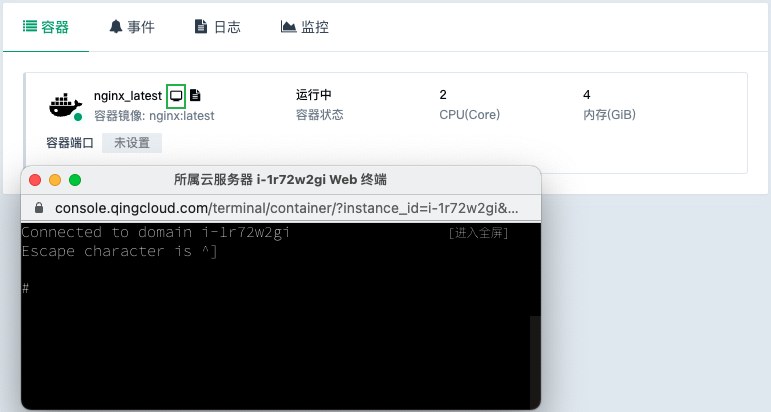 容器 事件 日志 监控
nginx_latest 运行中 2 4
容器镜像: nginx:latest 容器状态 CPU(Core) 内存(GiB)
容器端口 未设置
所属云服务器 i-1r72w2gi Web 终端
console.qingcloud.com/terminal/container/?instance_id=i-1r72w2gi&...
Connected to domain i-1r72w2gi [进入全屏]
Escape character is ^]
#